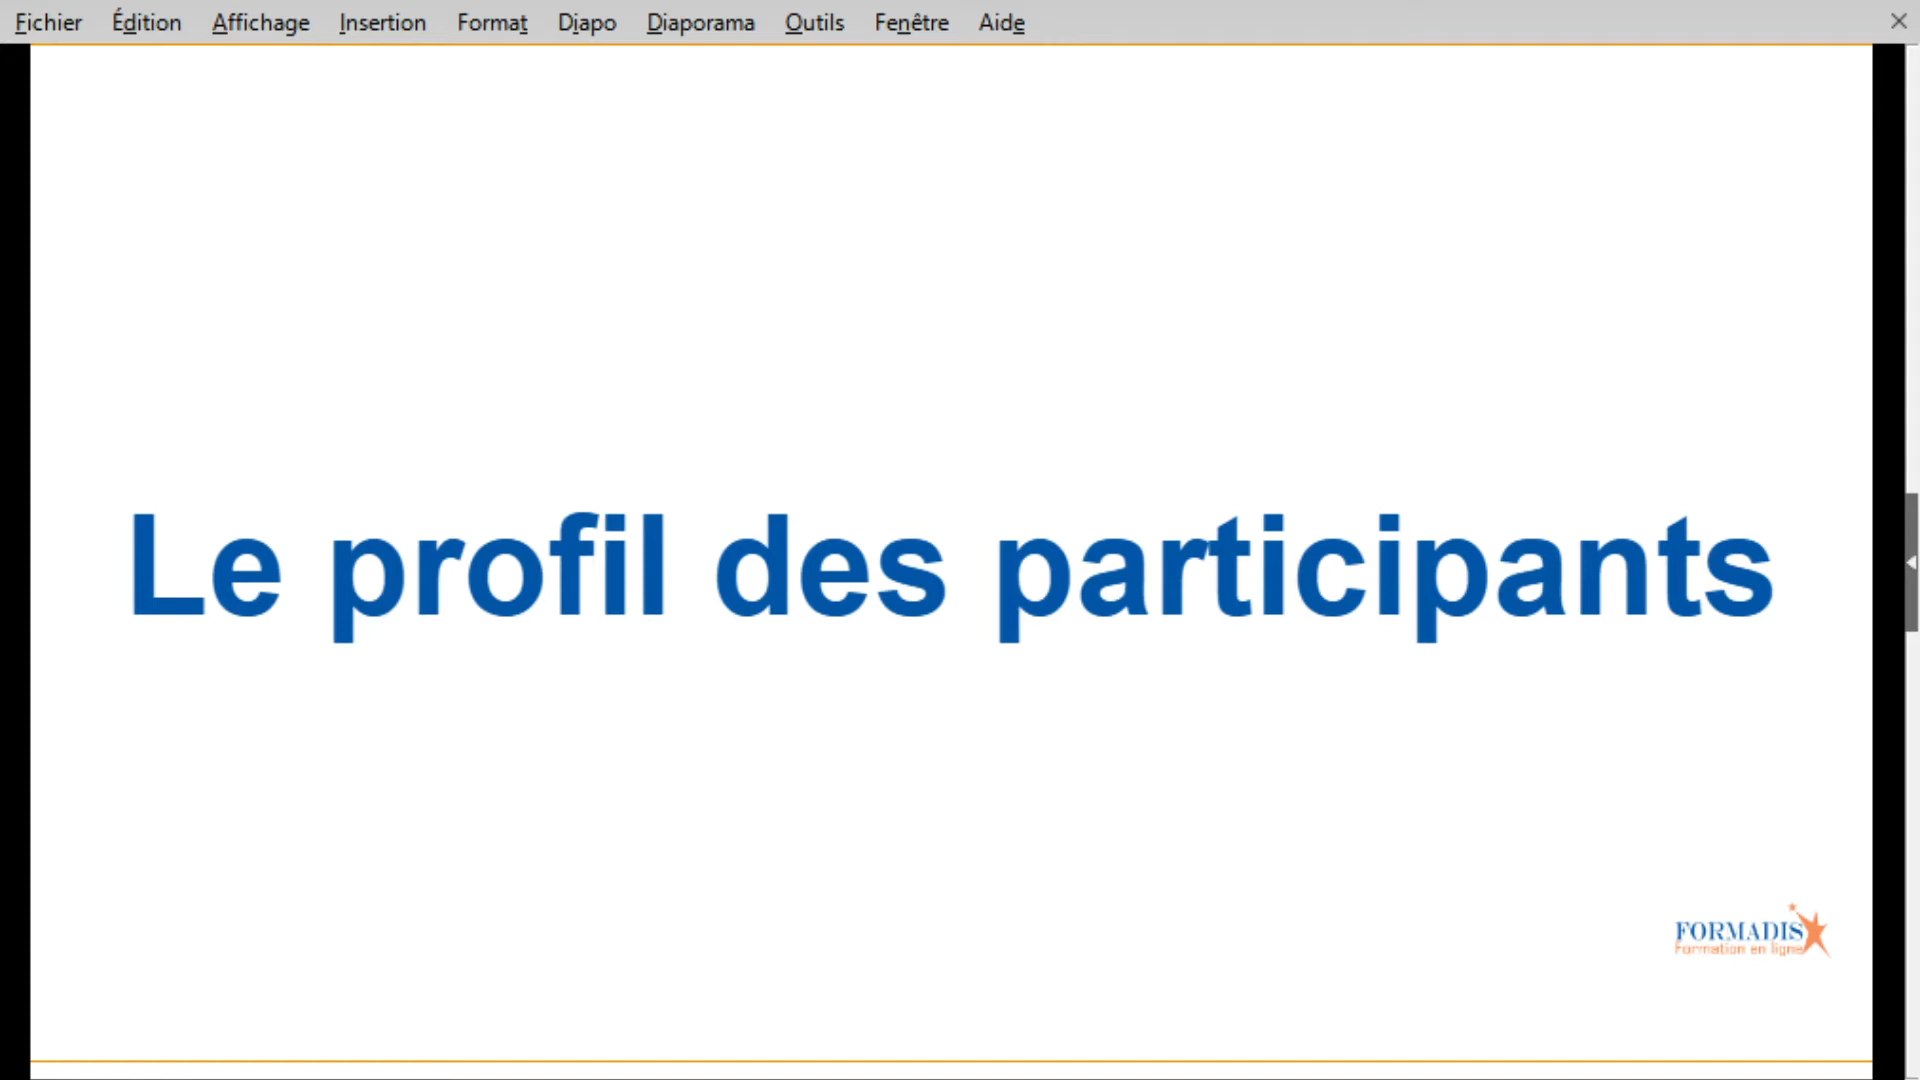 Fichier Édition Affichage Insertion Format Diapo Diaporama Outils Fenêtre Aide
Le profil des participants
FORMADIS
Formation en ligne